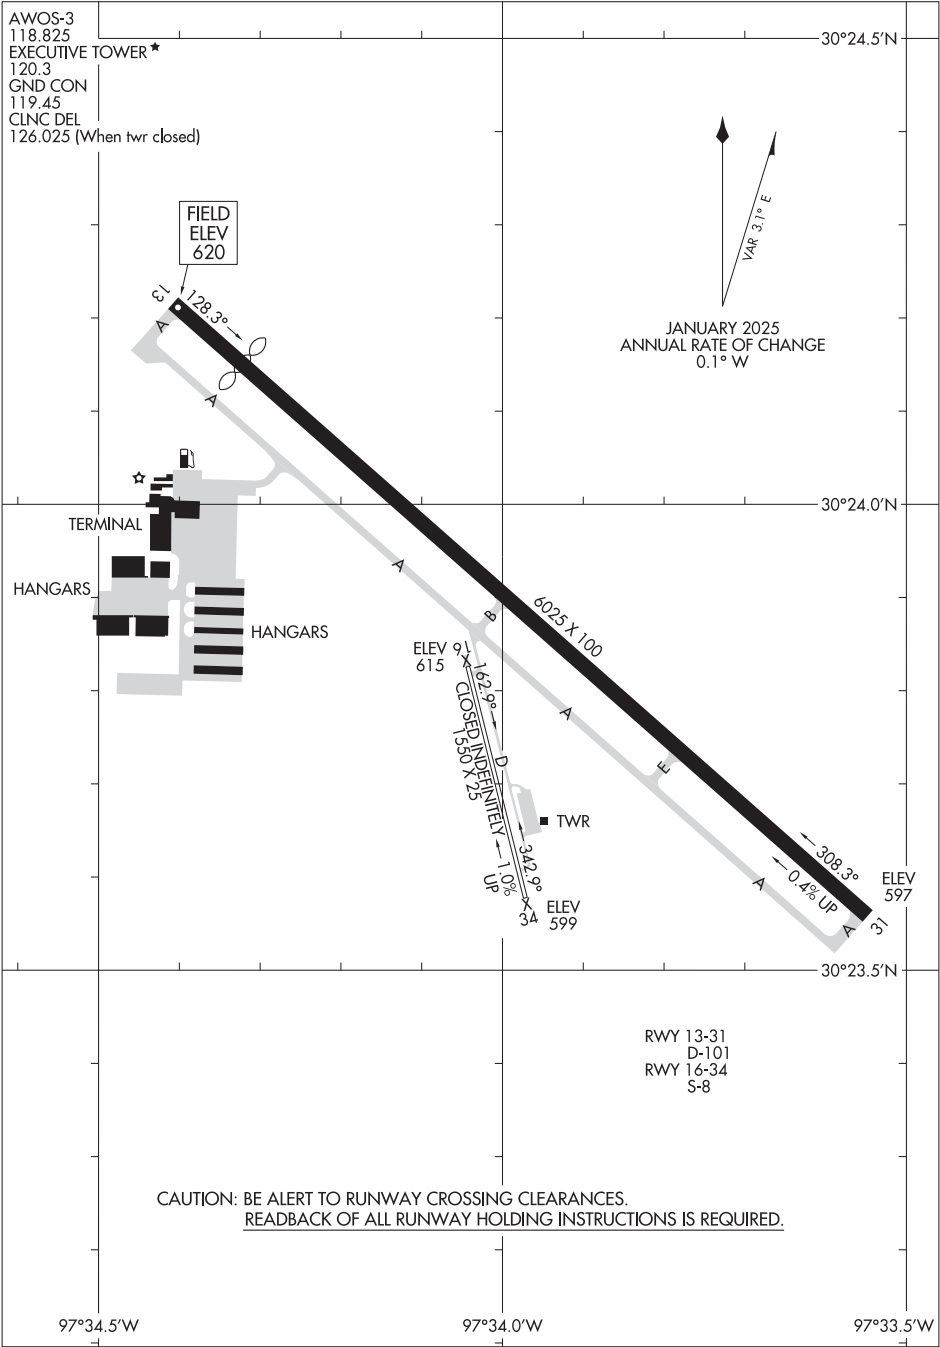 AWOS-3
118.825
EXECUTIVE TOWER★
120.3
GND CON
119.45
CLNC DEL
126.025 (When twr closed)
30°24.5'N
VAR 3.1° E
JANUARY 2025
ANNUAL RATE OF CHANGE
0.1° W
FIELD
ELEV
620
13
128.3°
A
A
30°24.0'N
TERMINAL
HANGARS
HANGARS
A
B
6025 X 100
ELEV
615
16
162.9°
CLOSED INDEFINITELY
1550 X 25
D
A
E
TWR
342.9°
1.0%
UP
X
X
34
ELEV
599
308.3°
0.4% UP
A
A
ELEV
597
31
30°23.5'N
RWY 13-31
D-101
RWY 16-34
S-8
CAUTION: BE ALERT TO RUNWAY CROSSING CLEARANCES.
READBACK OF ALL RUNWAY HOLDING INSTRUCTIONS IS REQUIRED.
97°34.5'W
97°34.0'W
97°33.5'W